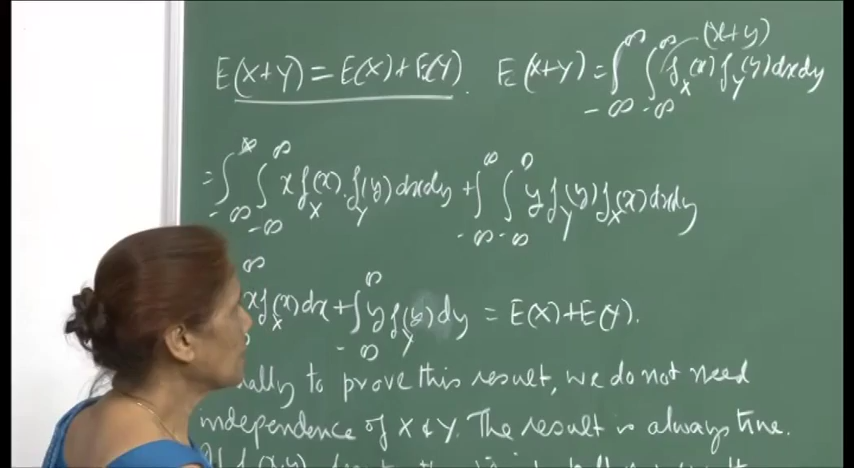 E(X+Y) = E(X)+E(Y). E(X+Y) = ∫_{-∞}^{∞} ∫_{-∞}^{∞} (x+y) f_X(x) f_Y(y) dx dy
= ∫_{-∞}^{∞} ∫_{-∞}^{∞} x f_X(x) . f_Y(y) dx dy + ∫_{-∞}^{∞} ∫_{-∞}^{∞} y f_Y(y) f_X(x) dx dy
∞ x f_X(x) dx + ∫_{-∞}^{∞} y f_Y(y) dy = E(X)+E(Y).
to prove this result, we do not need
independence of X & Y. The result is always true.